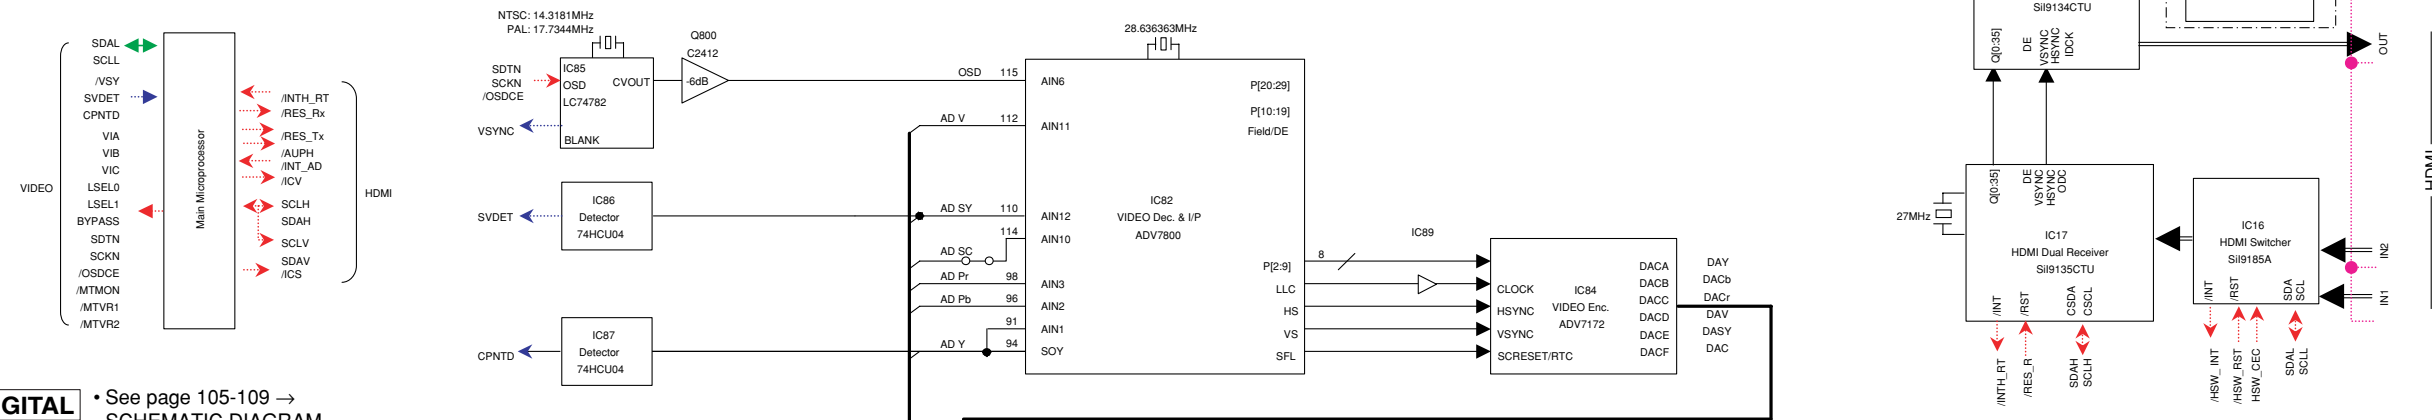 VIDEO
SDAL
SCLL
/VSY
SVDET
CPNTD
VIA
VIB
VIC
LSEL0
LSEL1
BYPASS
SDTN
SCKN
/OSDCE
/MTMON
/MTVR1
/MTVR2
Main Microprocessor
/INTH_RT
/RES_Rx
/RES_Tx
/AUPH
/INT_AD
/ICV
SCLH
SDAH
SCLV
SDAV
/ICS
HDMI
GITAL
• See page 105-109 →
SCHEMATIC DIAGRAM
NTSC: 14.3181MHz
PAL: 17.7344MHz
SDTN
SCKN
/OSDCE
VSYNC
IC85
OSD
LC74782
CVOUT
BLANK
Q800
C2412
-6dB
SVDET
IC86
Detector
74HCU04
CPNTD
IC87
Detector
74HCU04
OSD 115
AD V 112
AD SY 110
114
AD SC
AD Pr 98
AD Pb 96
91
AD Y 94
28.636363MHz
AIN6
AIN11
AIN12
AIN10
AIN3
AIN2
AIN1
SOY
IC82
VIDEO Dec. & I/P
ADV7800
P[20:29]
P[10:19]
Field/DE
P[2:9]
LLC
HS
VS
SFL
8
IC89
CLOCK
HSYNC
VSYNC
SCRESET/RTC
IC84
VIDEO Enc.
ADV7172
DACA
DACB
DACC
DACD
DACE
DACF
DAY
DACb
DACr
DAV
DASY
DAC
SiI9134CTU
Q[0:35]
DE
VSYNC
HSYNC
IDCK
OUT
27MHz
Q[0:35]
DE
VSYNC
HSYNC
ODC
IC17
HDMI Dual Receiver
SiI9135CTU
/INT
/RST
CSDA
CSCL
/INTH_RT
/RES_R
SDAH
SCLH
IC16
HDMI Switcher
SiI9185A
/INT
/RST
SDA
SCL
/HSW_ INT
/HSW_RST
HSW_CEC
SDAL
SCLL
IN2
IN1
HDMI